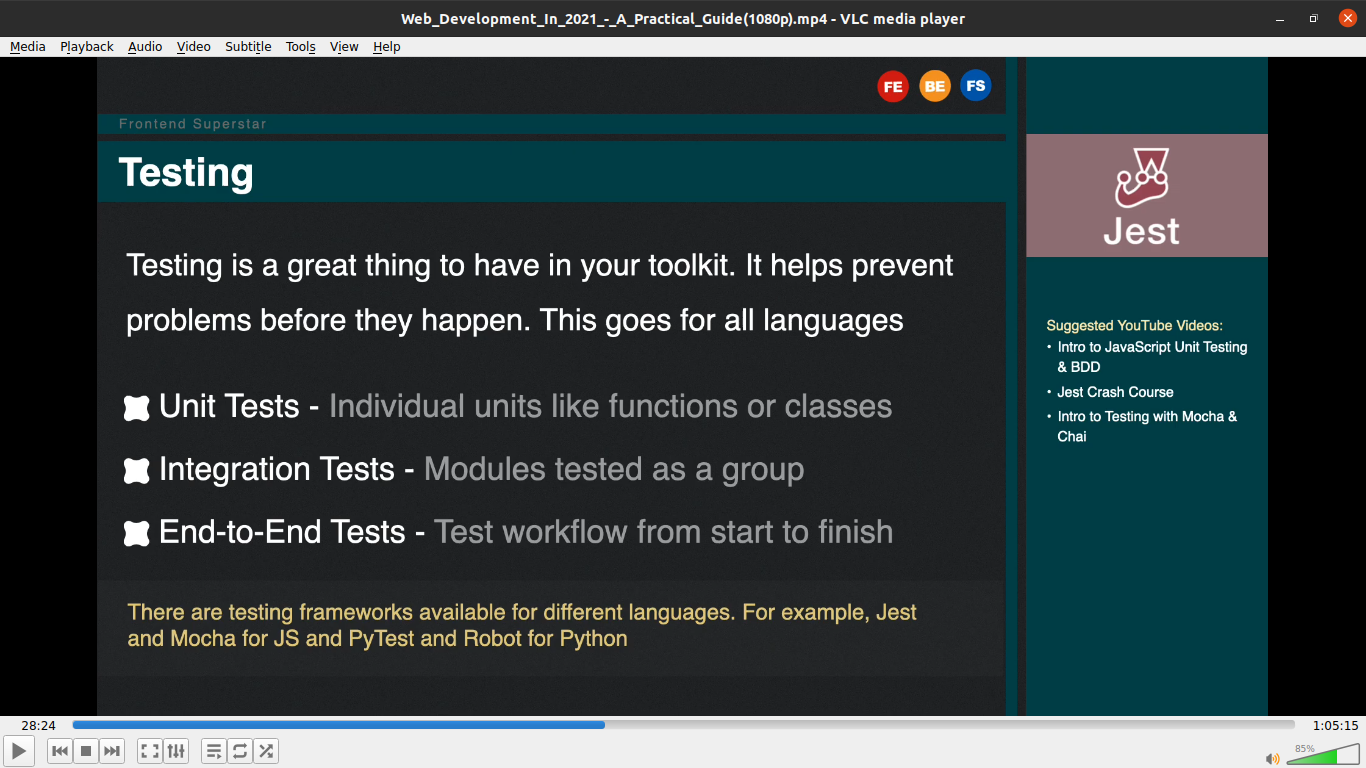 Web_Development_In_2021_-_A_Practical_Guide(1080p).mp4 - VLC media player
Media Playback Audio Video Subtitle Tools View Help
FE BE FS
Frontend Superstar
Testing
Testing is a great thing to have in your toolkit. It helps prevent
problems before they happen. This goes for all languages
Unit Tests - Individual units like functions or classes
Integration Tests - Modules tested as a group
End-to-End Tests - Test workflow from start to finish
There are testing frameworks available for different languages. For example, Jest
and Mocha for JS and PyTest and Robot for Python
Jest
Suggested YouTube Videos:
• Intro to JavaScript Unit Testing
& BDD
• Jest Crash Course
• Intro to Testing with Mocha &
Chai
28:24
1:05:15
85%